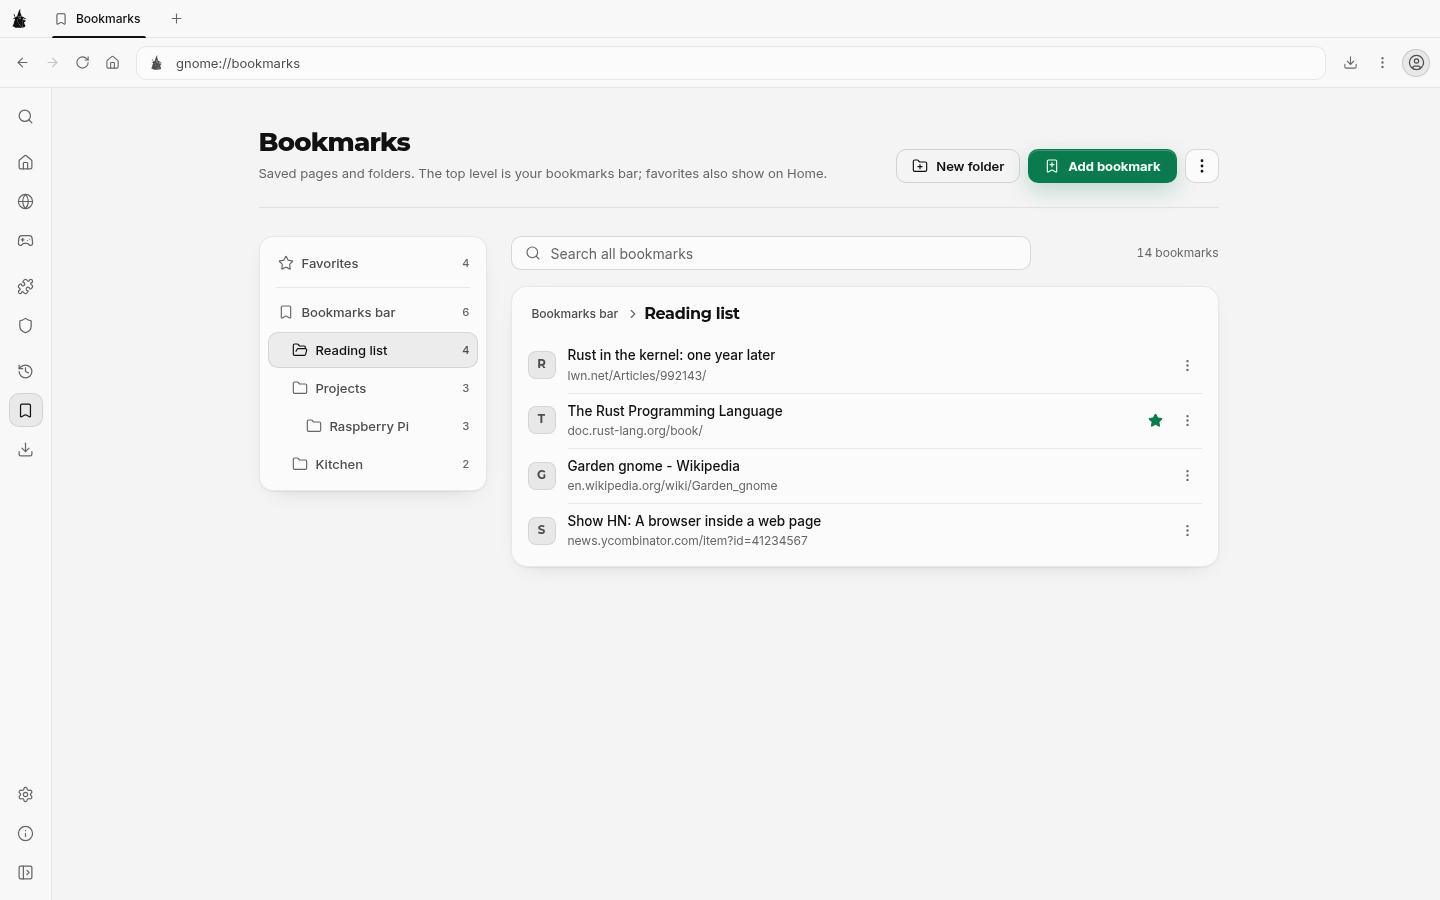 Bookmarks
gnome://bookmarks
Bookmarks
Saved pages and folders. The top level is your bookmarks bar; favorites also show on Home.
New folder
Add bookmark
Favorites 4
Bookmarks bar 6
Reading list 4
Projects 3
Raspberry Pi 3
Kitchen 2
Search all bookmarks
14 bookmarks
Bookmarks bar > Reading list
R
Rust in the kernel: one year later
lwn.net/Articles/992143/
T
The Rust Programming Language
doc.rust-lang.org/book/
G
Garden gnome - Wikipedia
en.wikipedia.org/wiki/Garden_gnome
S
Show HN: A browser inside a web page
news.ycombinator.com/item?id=41234567